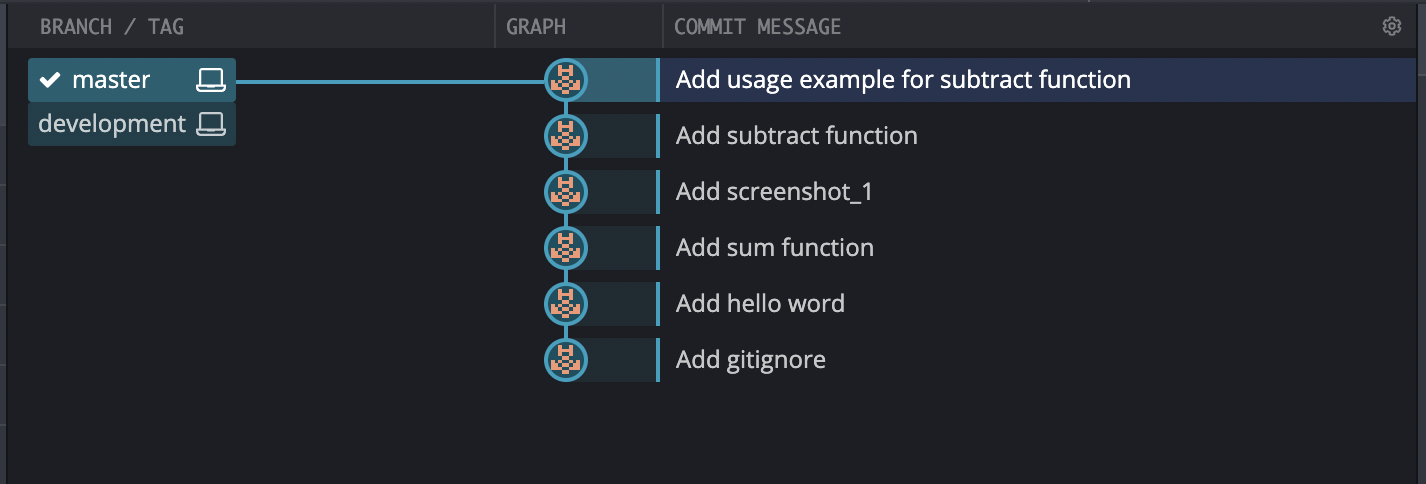 BRANCH / TAG GRAPH COMMIT MESSAGE
master Add usage example for subtract function
development
Add subtract function
Add screenshot_1
Add sum function
Add hello word
Add gitignore